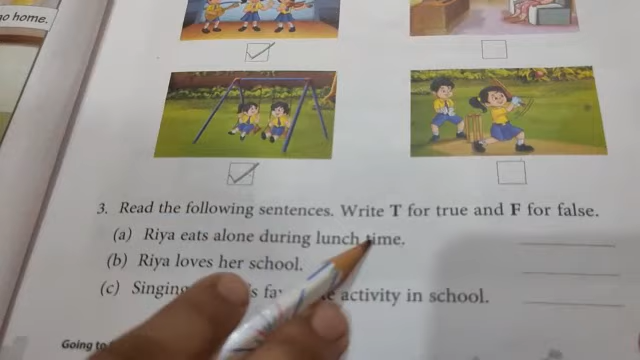 o home.
3. Read the following sentences. Write T for true and F for false.
(a) Riya eats alone during lunch time.
(b) Riya loves her school.
(c) Singing activity in school.
Going to